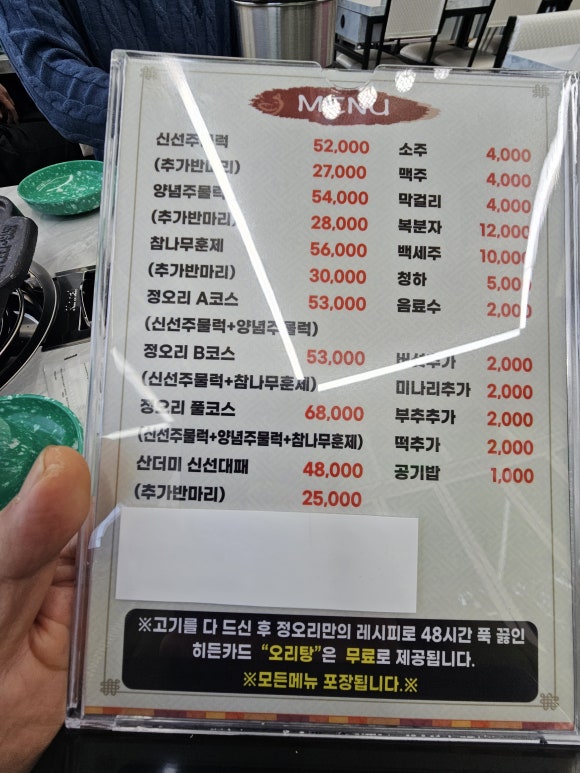 MENU
신선주물럭 52,000
(추가반마리) 27,000
양념주물럭 54,000
(추가반마리) 28,000
참나무훈제 56,000
(추가반마리) 30,000
정오리 A코스 53,000
(신선주물럭+양념주물럭)
정오리 B코스 53,000
(신선주물럭+참나무훈제)
정오리 풀코스 68,000
(신선주물럭+양념주물럭+참나무훈제)
산더미 신선대패 48,000
(추가반마리) 25,000
소주 4,000
맥주 4,000
막걸리 4,000
복분자 12,000
백세주 10,000
청하 5,000
음료수 2,000
버섯추가 2,000
미나리추가 2,000
부추추가 2,000
떡추가 2,000
공기밥 1,000
※고기를 다 드신 후 정오리만의 레시피로 48시간 푹 끓인
히든카드 "오리탕"은 무료로 제공됩니다.
※모든메뉴 포장됩니다.※